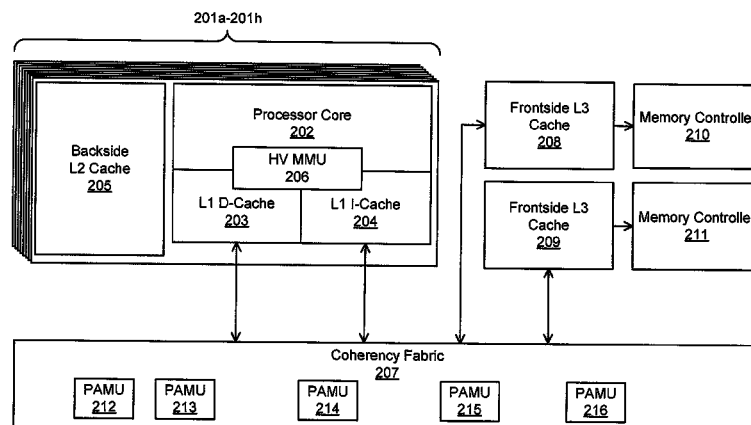 201a-201h
Processor Core
202
Backside
L2 Cache
205
HV MMU
206
L1 D-Cache
203
L1 I-Cache
204
Frontside L3
Cache
208
Memory Controlle
210
Frontside L3
Cache
209
Memory Controlle
211
Coherency Fabric
207
PAMU
212
PAMU
213
PAMU
214
PAMU
215
PAMU
216